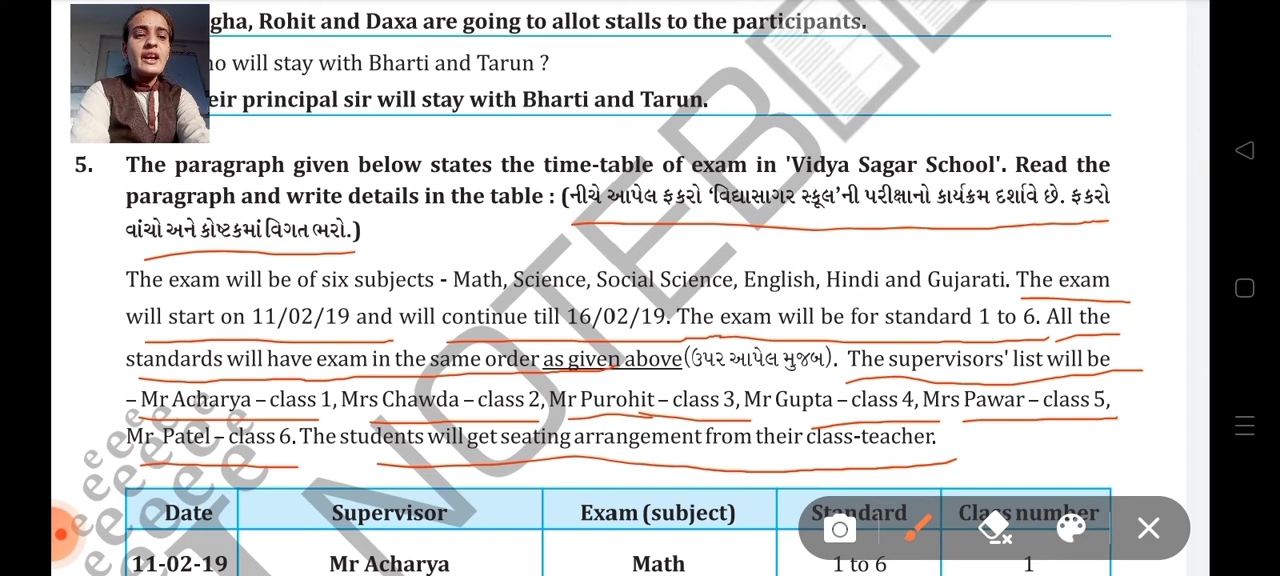 gha, Rohit and Daxa are going to allot stalls to the participants.
will stay with Bharti and Tarun ?
principal sir will stay with Bharti and Tarun.
5. The paragraph given below states the time-table of exam in 'Vidya Sagar School'. Read the
paragraph and write details in the table : (નીચે આપેલ ફકરો ‘વિદ્યાસાગર સ્કૂલ’ની પરીક્ષાનો કાર્યક્રમ દર્શાવે છે. ફકરો
વાંચો અને કોષ્ટકમાં વિગત ભરો.)
The exam will be of six subjects - Math, Science, Social Science, English, Hindi and Gujarati. The exam
will start on 11/02/19 and will continue till 16/02/19. The exam will be for standard 1 to 6. All the
standards will have exam in the same order as given above(ઉપર આપેલ મુજબ). The supervisors' list will be
– Mr Acharya – class 1, Mrs Chawda – class 2, Mr Purohit – class 3, Mr Gupta – class 4, Mrs Pawar – class 5,
Mr Patel – class 6. The students will get seating arrangement from their class-teacher.
Date Supervisor Exam (subject) Standard Class number
11-02-19 Mr Acharya Math 1 to 6 1
NOTEB